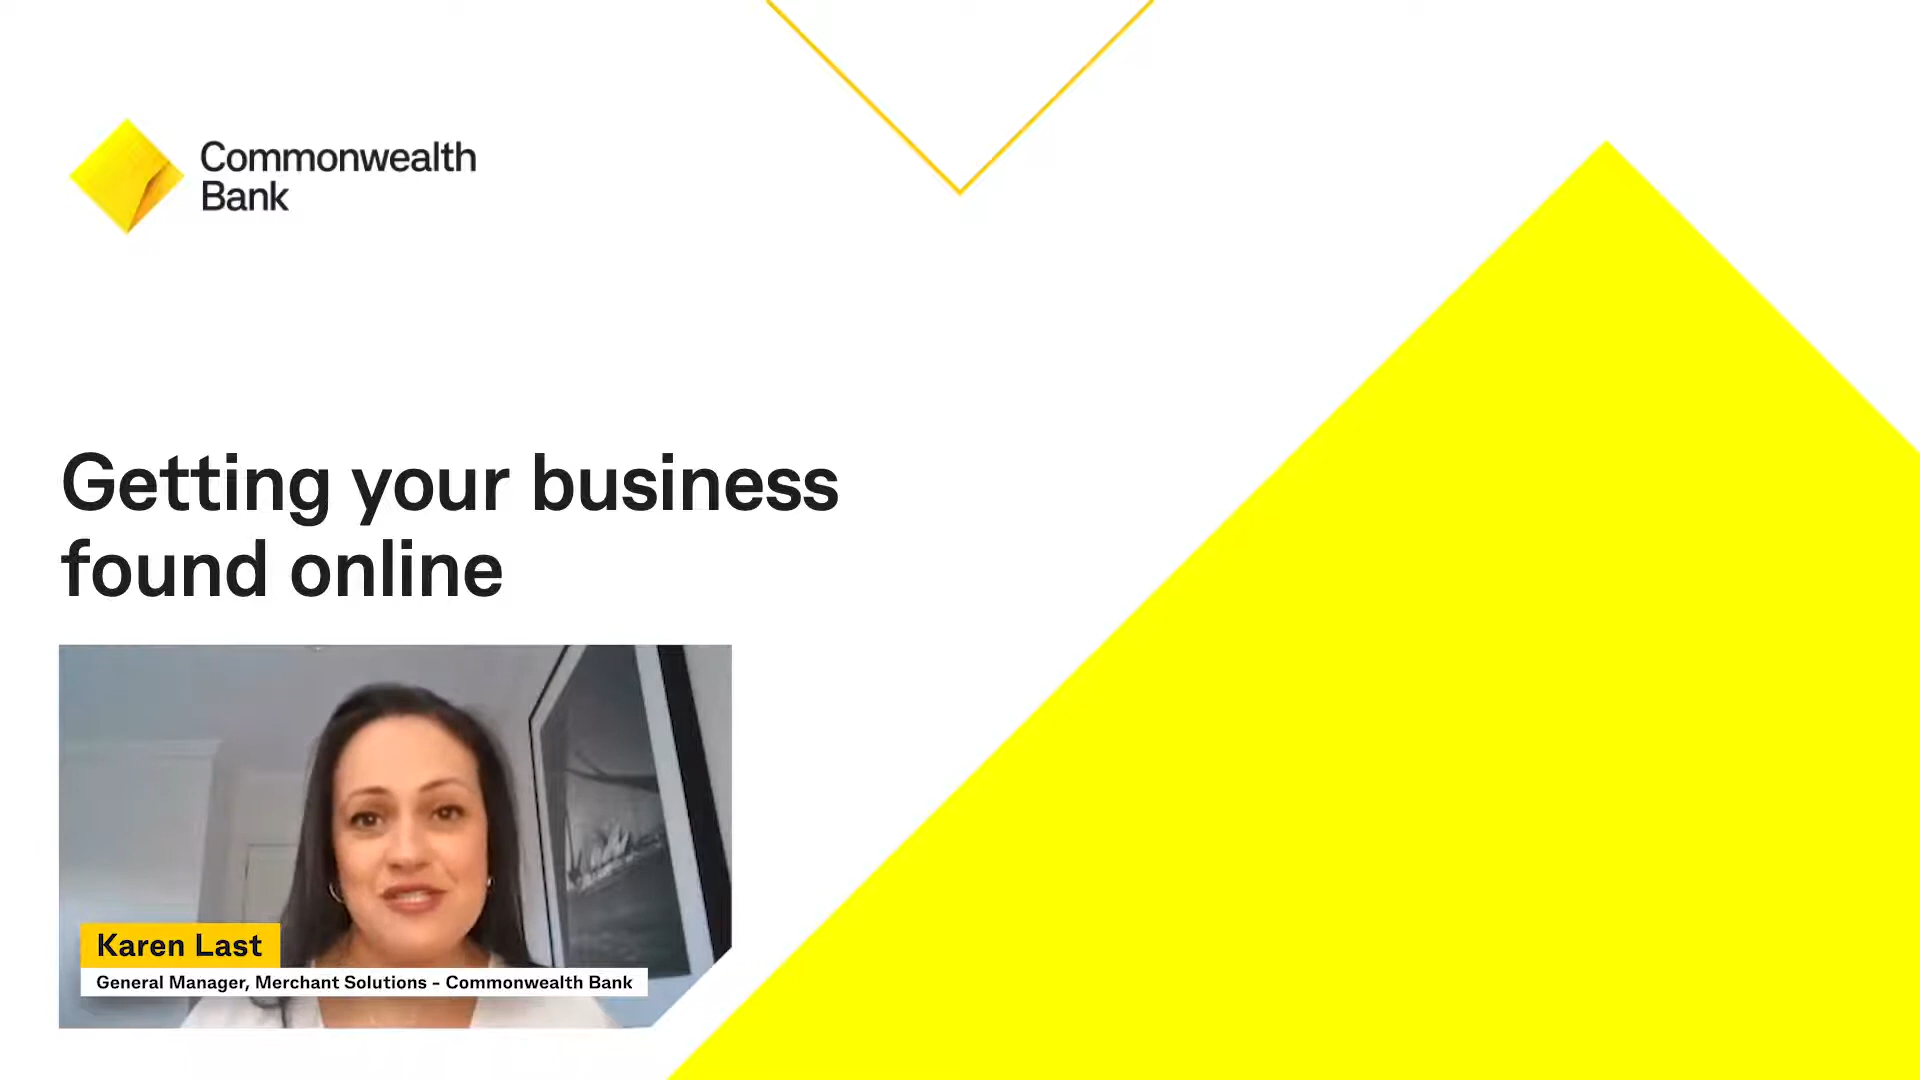 Commonwealth
Bank
Getting your business
found online
Karen Last
General Manager, Merchant Solutions - Commonwealth Bank